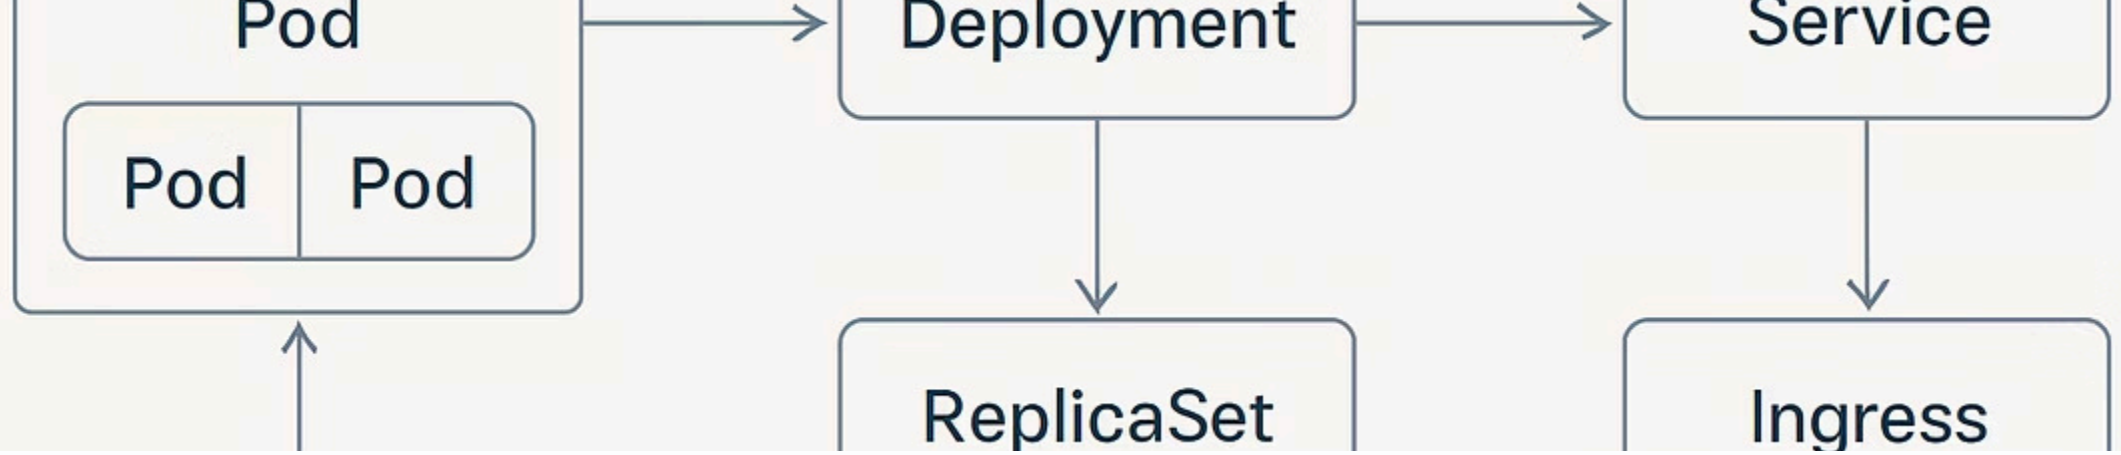 Pod
Deployment
Service
Pod
Pod
ReplicaSet
Ingress